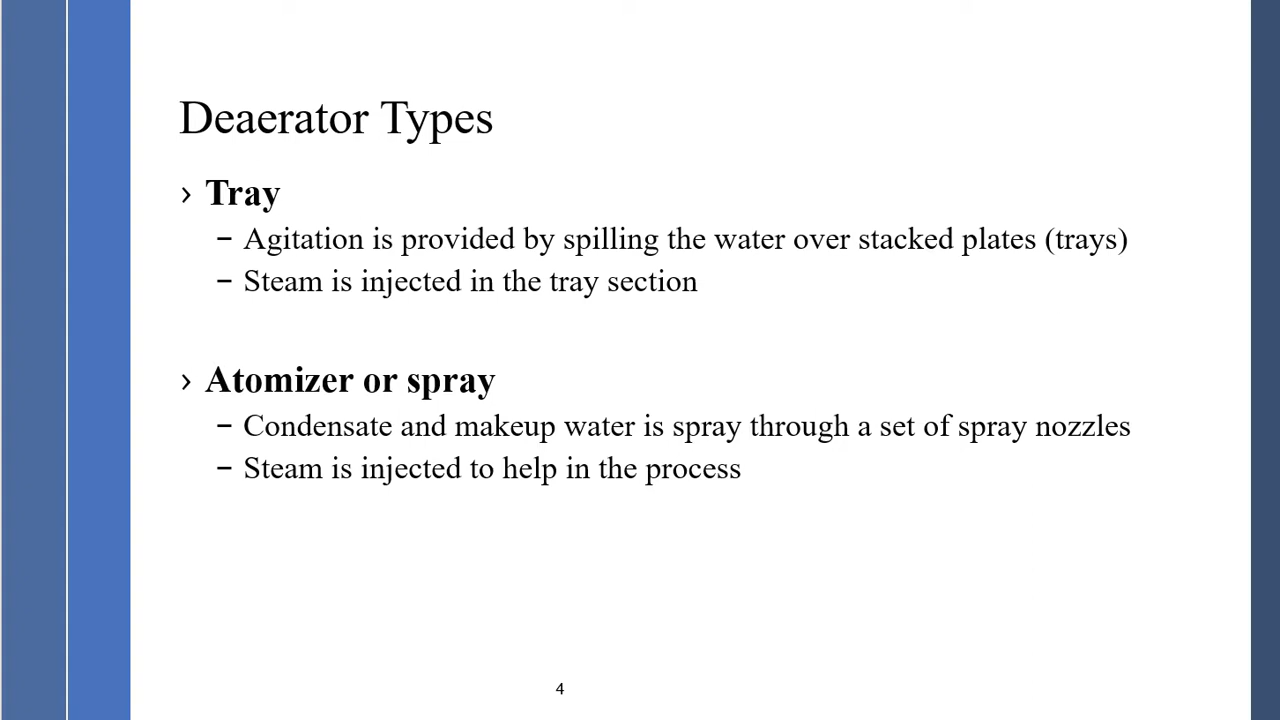 Deaerator Types
› Tray
– Agitation is provided by spilling the water over stacked plates (trays)
– Steam is injected in the tray section
› Atomizer or spray
– Condensate and makeup water is spray through a set of spray nozzles
– Steam is injected to help in the process
4